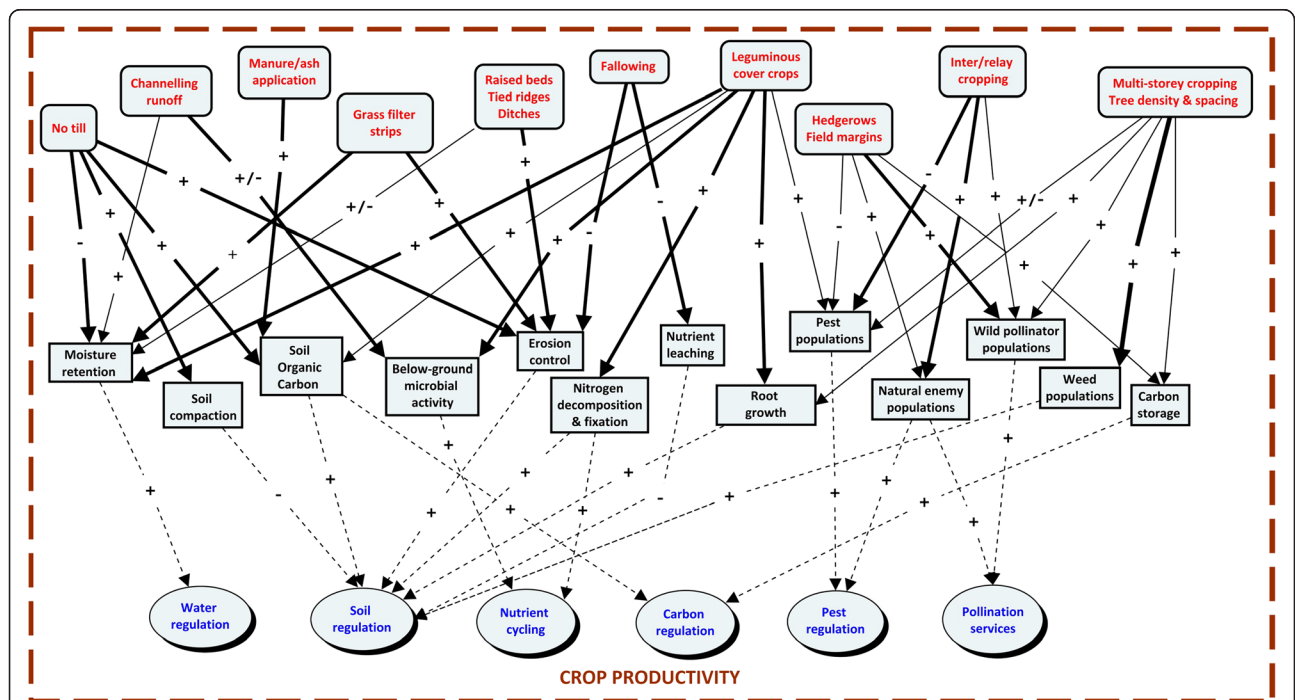 Channelling
runoff
Manure/ash
application
Raised beds
Tied ridges
Ditches
Fallowing
Leguminous
cover crops
Inter/relay
cropping
Multi-storey cropping
Tree density & spacing
No till
Grass filter
strips
Hedgerows
Field margins
+
+/-
+
+
+
+
-
+
+
-
+/-
+
+
+
-
+
+
+
+
-
+
+
+
-
+
+/-
+
+
+
+
+
+
-
+
+
Moisture
retention
Soil
compaction
Soil
Organic
Carbon
Below-ground
microbial
activity
Erosion
control
Nitrogen
decomposition
& fixation
Nutrient
leaching
Root
growth
Pest
populations
Natural enemy
populations
Wild pollinator
populations
Weed
populations
Carbon
storage
+
-
+
+
+
+
+
+
+
-
+
+
+
+
+
+
Water
regulation
Soil
regulation
Nutrient
cycling
Carbon
regulation
Pest
regulation
Pollination
services
CROP PRODUCTIVITY